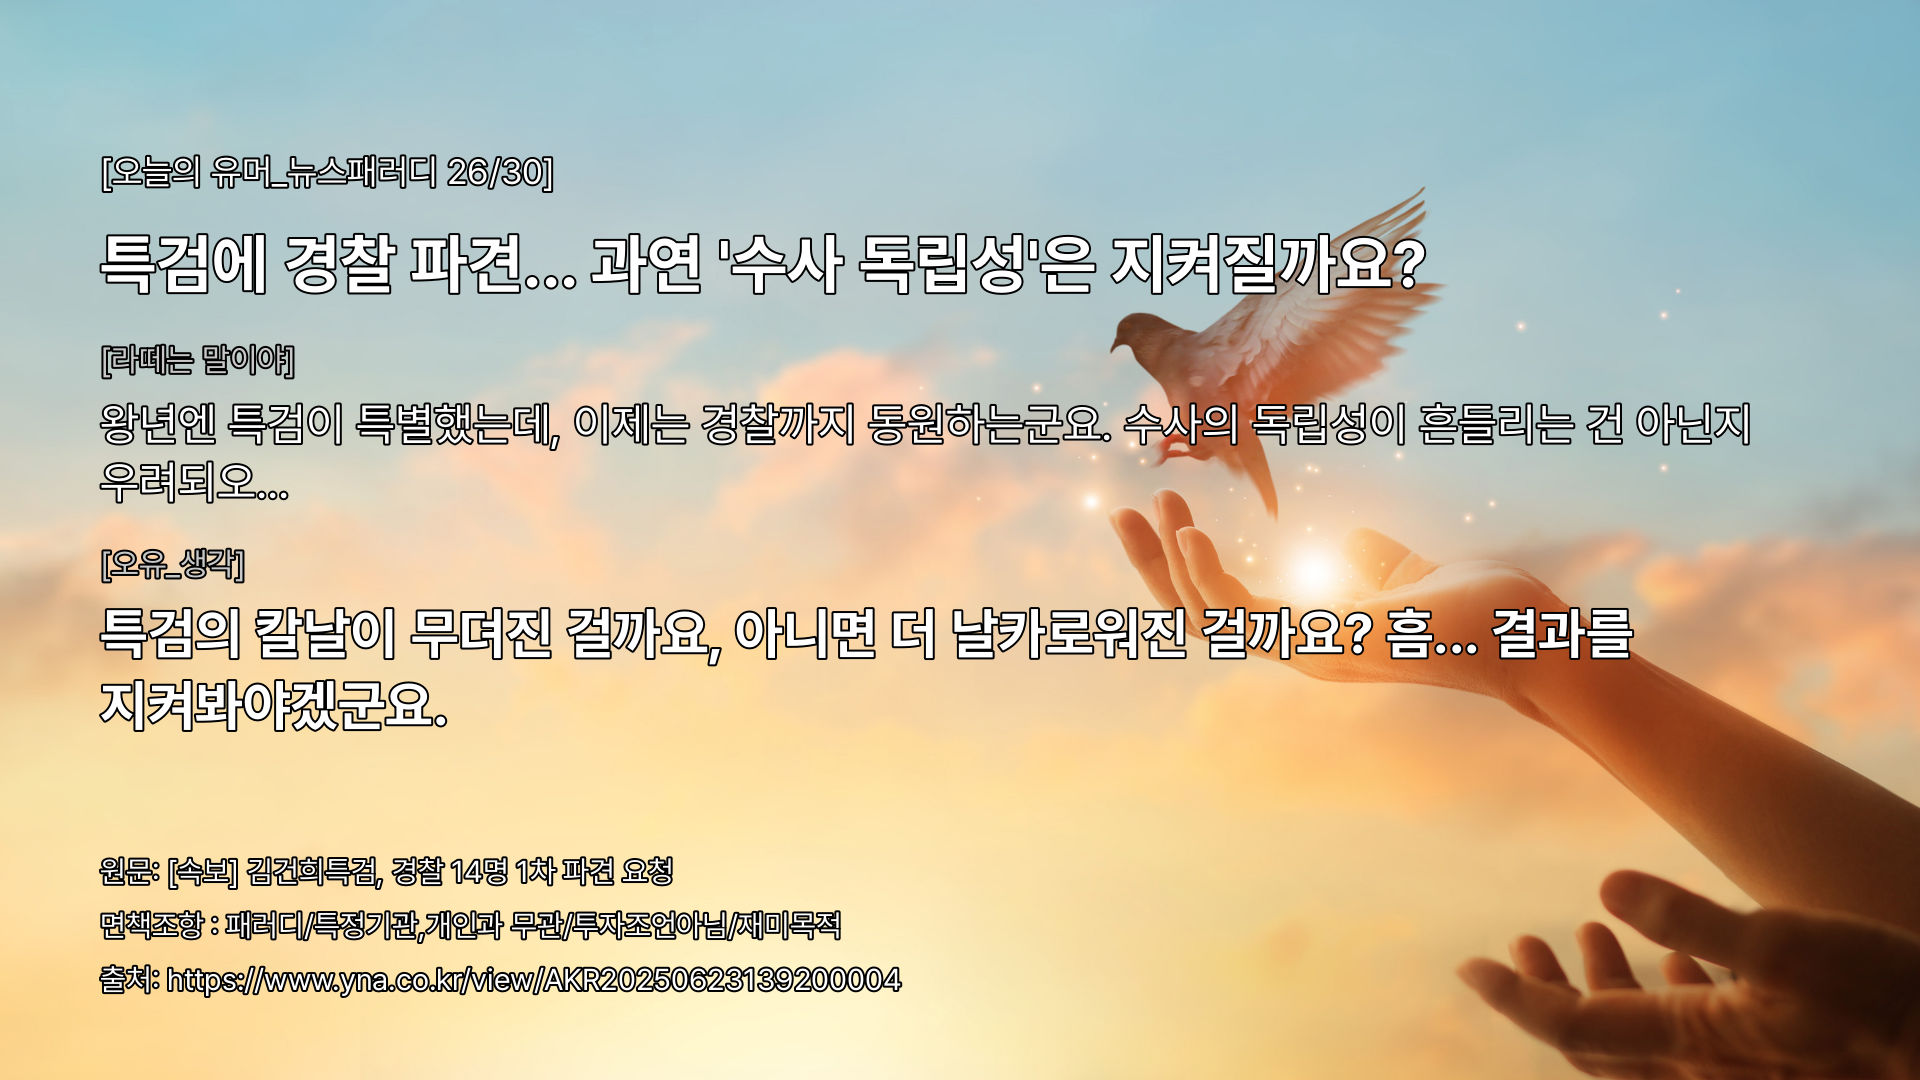 [오늘의 유머_뉴스패러디 26/30]
특검에 경찰 파견... 과연 '수사 독립성'은 지켜질까요?
[라떼는 말이야]
왕년엔 특검이 특별했는데, 이제는 경찰까지 동원하는군요. 수사의 독립성이 흔들리는 건 아닌지
우려되오...
[오유_생각]
특검의 칼날이 무뎌진 걸까요, 아니면 더 날카로워진 걸까요? 흠... 결과를
지켜봐야겠군요.
원문: [속보] 김건희특검, 경찰 14명 1차 파견 요청
면책조항 : 패러디/특정기관,개인과 무관/투자조언아님/재미목적
출처: https://www.yna.co.kr/view/AKR20250623139200004